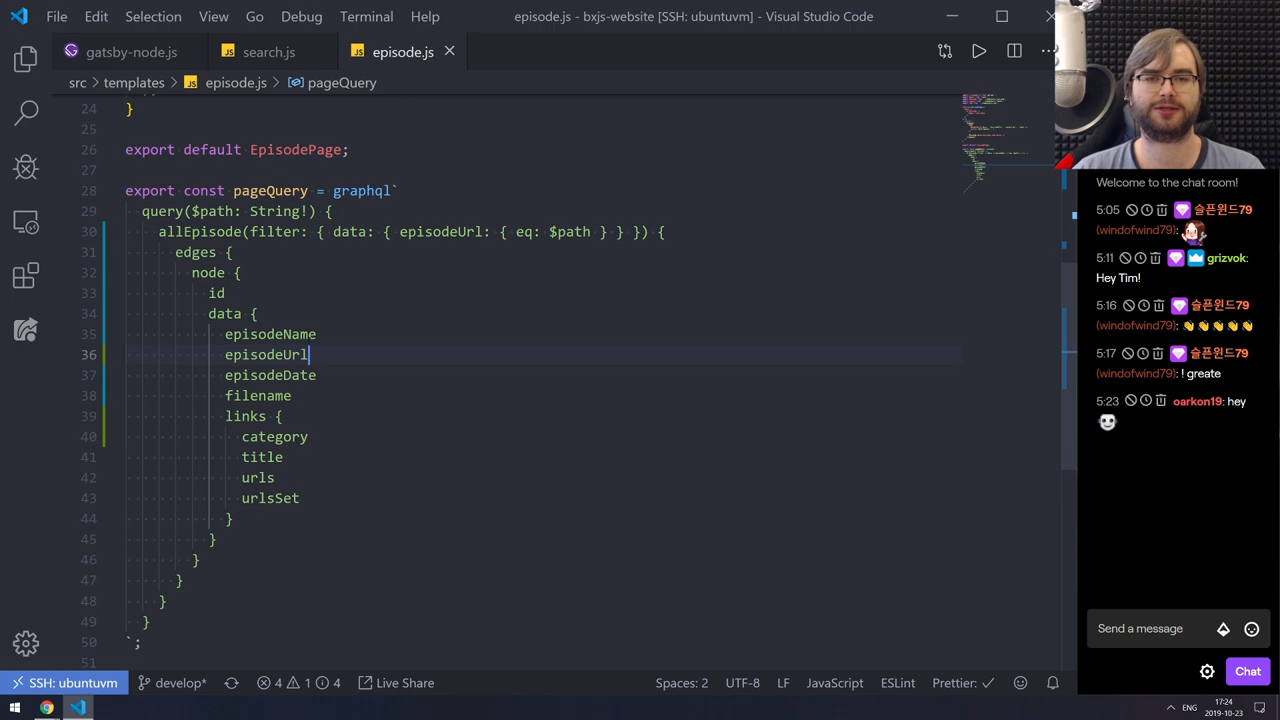 File Edit Selection View Go Debug Terminal Help episode.js - bxjs-website [SSH: ubuntuvm] - Visual Studio Code
gatsby-node.js JS search.js JS episode.js
src › templates › JS episode.js › pageQuery
24 }
25
26 export default EpisodePage;
27
28 export const pageQuery = graphql`
29 query($path: String!) {
30 allEpisode(filter: { data: { episodeUrl: { eq: $path } } }) {
31 edges {
32 node {
33 id
34 data {
35 episodeName
36 episodeUrl
37 episodeDate
38 filename
39 links {
40 category
41 title
42 urls
43 urlsSet
44 }
45 }
46 }
47 }
48 }
49 }
50 `;
51
SSH: ubuntuvm develop* 4 1 4 Live Share Spaces: 2 UTF-8 LF JavaScript ESLint Prettier: ✓
Welcome to the chat room!
5:05 슬픈윈드79
(windofwind79):
5:11 grizvok:
Hey Tim!
5:16 슬픈윈드79
(windofwind79): 👏👏👏👏👏
5:17 슬픈윈드79
(windofwind79): ! greate
5:23 oarkon19: hey
Send a message
Chat
ENG 17:24
2019-10-23